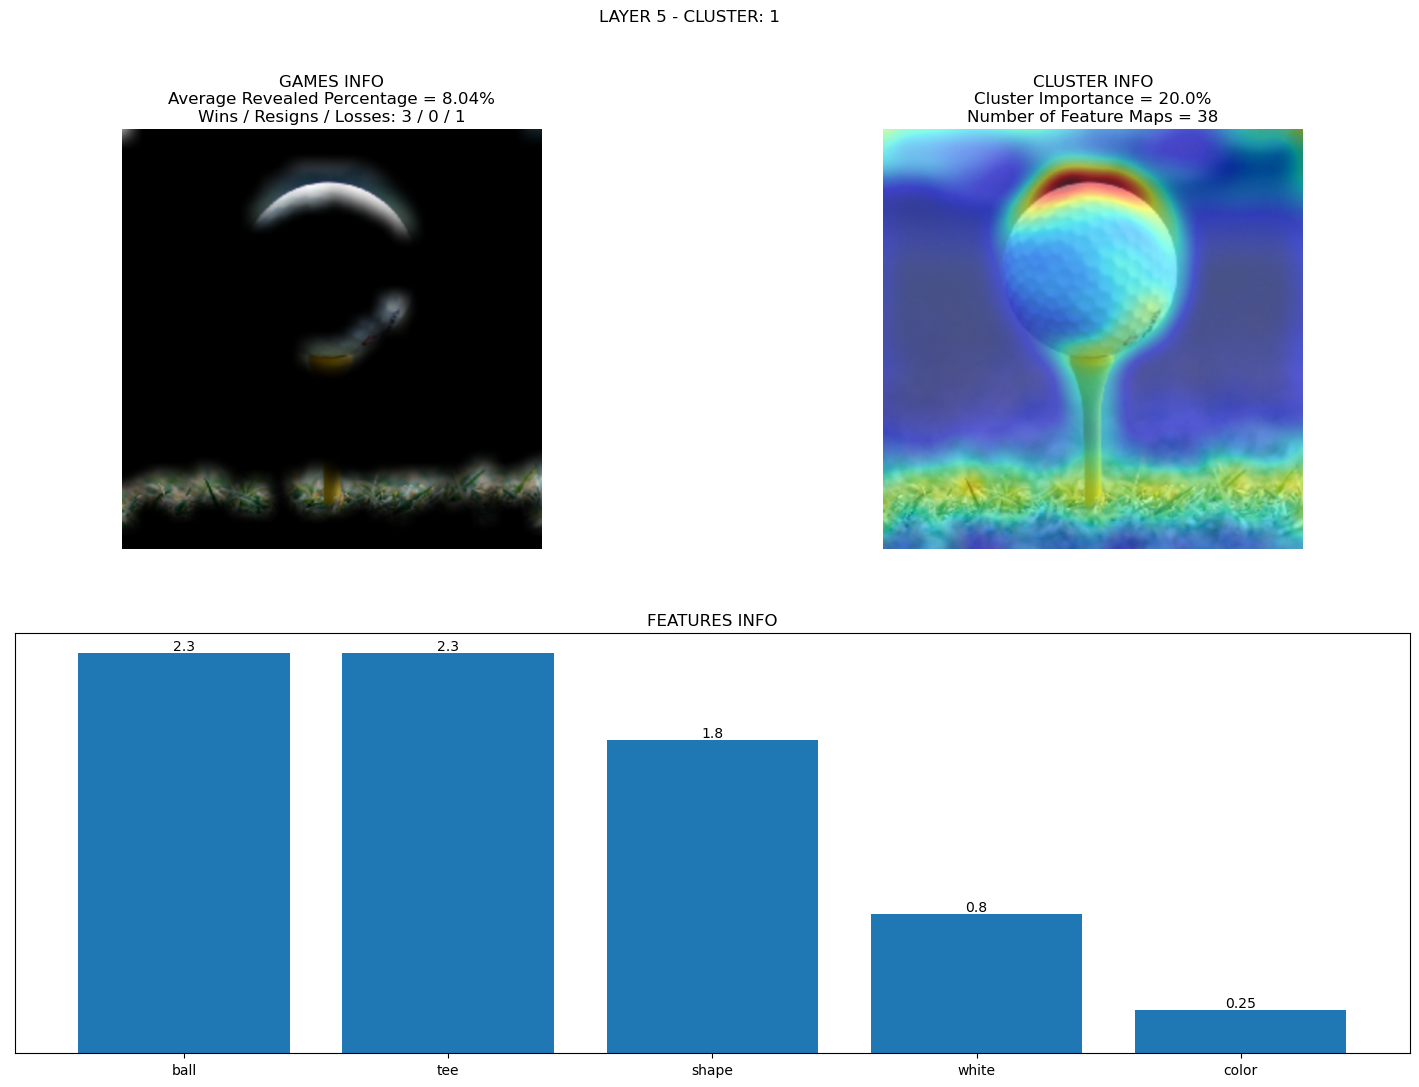 LAYER 5 - CLUSTER: 1
GAMES INFO
Average Revealed Percentage = 8.04%
Wins / Resigns / Losses: 3 / 0 / 1
CLUSTER INFO
Cluster Importance = 20.0%
Number of Feature Maps = 38
FEATURES INFO
2.3
2.3
1.8
0.8
0.25
ball
tee
shape
white
color